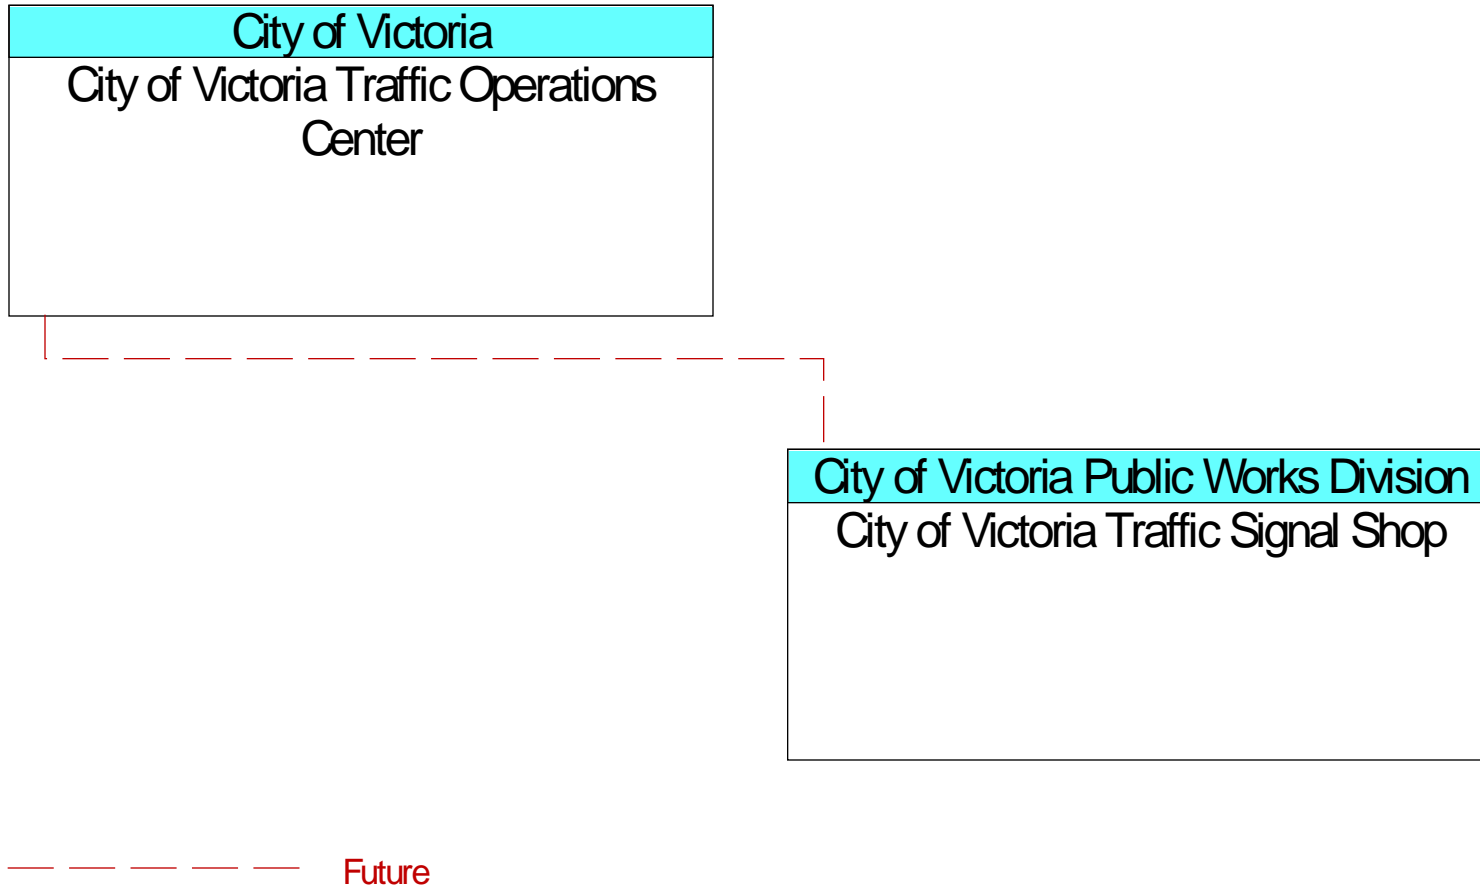 City of Victoria
City of Victoria Traffic Operations
Center
City of Victoria Public Works Division
City of Victoria Traffic Signal Shop
Future